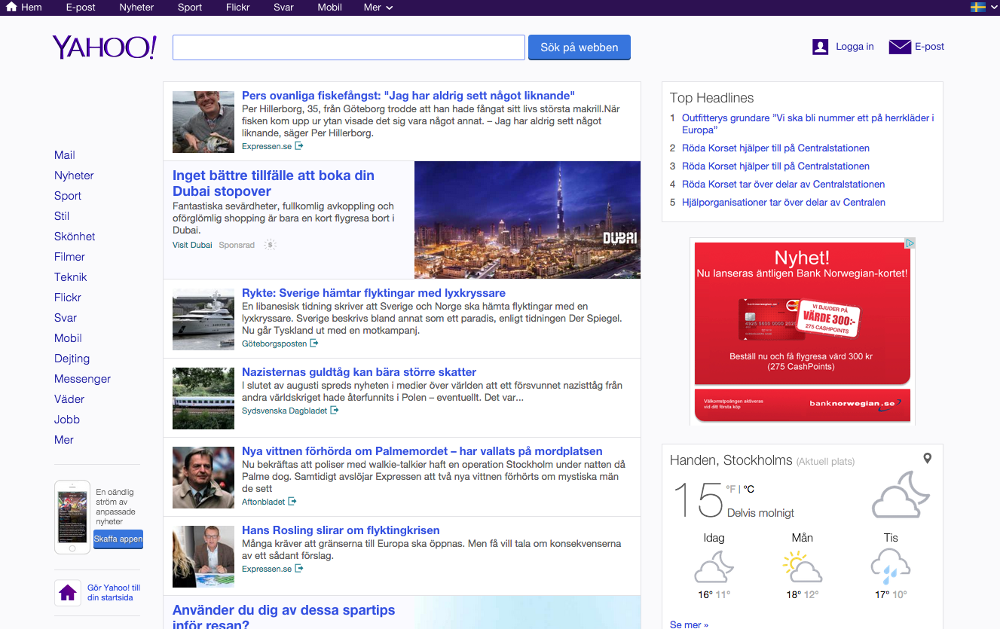 Hem E-post Nyheter Sport Flickr Svar Mobil Mer
YAHOO!
Sök på webben
Logga in E-post
Mail
Nyheter
Sport
Stil
Skönhet
Filmer
Teknik
Flickr
Svar
Mobil
Dejting
Messenger
Väder
Jobb
Mer
En oändlig
ström av
anpassade
nyheter
Skaffa appen
Gör Yahoo! till
din startsida
Pers ovanliga fiskefångst: "Jag har aldrig sett något liknande"
Per Hillerborg, 35, från Göteborg trodde att han hade fångat sitt livs största makrill.När
fisken kom upp ur ytan visade det sig vara något annat. – Jag har aldrig sett något
liknande, säger Per Hillerborg.
Expressen.se
Inget bättre tillfälle att boka din
Dubai stopover
Fantastiska sevärdheter, fullkomlig avkoppling och
oförglömlig shopping är bara en kort flygresa bort i
Dubai.
Visit Dubai Sponsrad $
DUBAI
Rykte: Sverige hämtar flyktingar med lyxkryssare
En libanesisk tidning skriver att Sverige och Norge ska hämta flyktingar med en
lyxkryssare. Sverige beskrivs bland annat som ett paradis, enligt tidningen Der Spiegel.
Nu går Tyskland ut med en motkampanj.
Göteborgsposten
Nazisternas guldtåg kan bära större skatter
I slutet av augusti spreds nyheten i medier över världen att ett försvunnet nazisttåg från
andra världskriget hade återfunnits i Polen – eventuellt. Det var...
Sydsvenska Dagbladet
Nya vittnen förhörda om Palmemordet – har vallats på mordplatsen
Nu bekräftas att poliser med walkie-talkier haft en operation Stockholm under natten då
Palme dog. Samtidigt avslöjar Expressen att två nya vittnen förhörts om mystiska män
de sett
Aftonbladet
Hans Rosling slirar om flyktingkrisen
Många kräver att gränserna till Europa ska öppnas. Men få vill tala om konsekvenserna
av ett sådant förslag.
Expressen.se
Använder du dig av dessa spartips
inför resan?
Top Headlines
1 Outfitterys grundare ”Vi ska bli nummer ett på herrkläder i
Europa”
2 Röda Korset hjälper till på Centralstationen
3 Röda Korset hjälper till på Centralstationen
4 Röda Korset tar över delar av Centralstationen
5 Hjälporganisationer tar över delar av Centralen
Nyhet!
Nu lanseras äntligen Bank Norwegian-kortet!
banknorwegian.se
MasterCard
VI BJUDER PÅ
VÄRDE 300:-
275 CASHPOINTS
Beställ nu och få flygresa värd 300 kr
(275 CashPoints)
Välkomstpoängen aktiveras
vid ditt första köp
banknorwegian.se
Handen, Stockholms (Aktuell plats)
15 °F | °C
Delvis molnigt
Idag Mån Tis
16° 11° 18° 12° 17° 10°
Se mer »